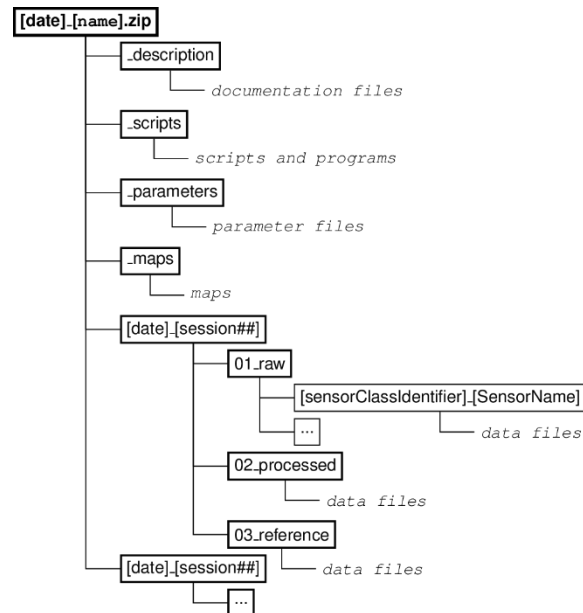 [date]_[name].zip
_description
documentation files
_scripts
scripts and programs
_parameters
parameter files
_maps
maps
[date]_[session##]
01_raw
[sensorClassIdentifier]_[SensorName]
data files
...
02_processed
data files
03_reference
data files
[date]_[session##]
...